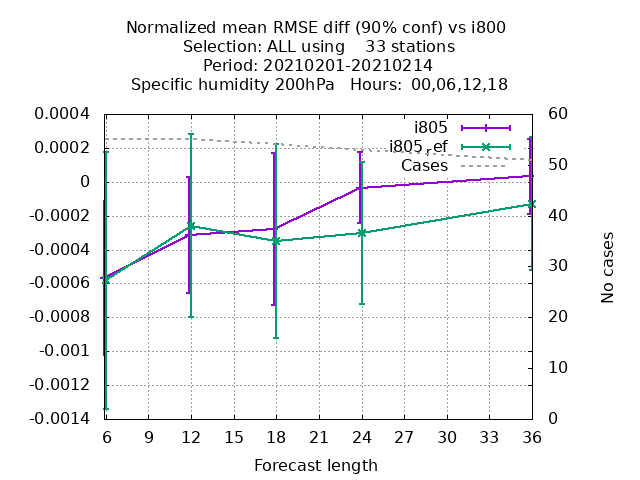 Normalized mean RMSE diff (90% conf) vs i800
Selection: ALL using    33 stations
Period: 20210201-20210214
Specific humidity 200hPa   Hours: 00,06,12,18
0.0004
0.0002
0
-0.0002
-0.0004
-0.0006
-0.0008
-0.001
-0.0012
-0.0014
i805
i805_ref
Cases
60
50
40
30
20
10
0
No cases
6 9 12 15 18 21 24 27 30 33 36
Forecast length